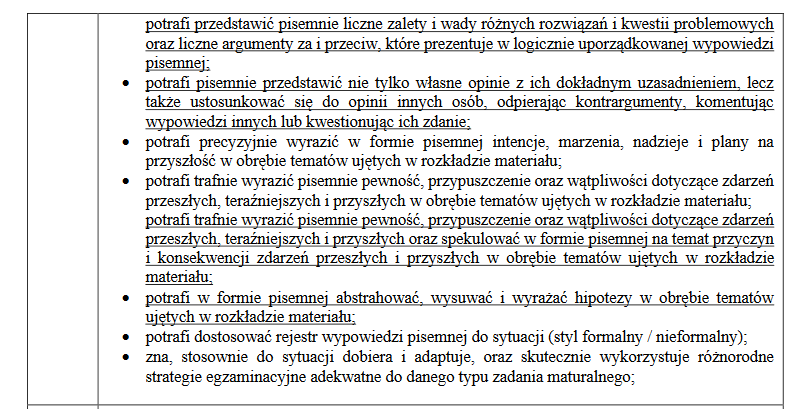 potrafi przedstawić pisemnie liczne zalety i wady różnych rozwiązań i kwestii problemowych
oraz liczne argumenty za i przeciw, które prezentuje w logicznie uporządkowanej wypowiedzi
pisemnej;
• potrafi pisemnie przedstawić nie tylko własne opinie z ich dokładnym uzasadnieniem, lecz
także ustosunkować się do opinii innych osób, odpierając kontrargumenty, komentując
wypowiedzi innych lub kwestionując ich zdanie;
• potrafi precyzyjnie wyrazić w formie pisemnej intencje, marzenia, nadzieje i plany na
przyszłość w obrębie tematów ujętych w rozkładzie materiału;
• potrafi trafnie wyrazić pisemnie pewność, przypuszczenie oraz wątpliwości dotyczące zdarzeń
przeszłych, teraźniejszych i przyszłych w obrębie tematów ujętych w rozkładzie materiału;
potrafi trafnie wyrazić pisemnie pewność, przypuszczenie oraz wątpliwości dotyczące zdarzeń
przeszłych, teraźniejszych i przyszłych oraz spekulować w formie pisemnej na temat przyczyn
i konsekwencji zdarzeń przeszłych i przyszłych w obrębie tematów ujętych w rozkładzie
materiału;
• potrafi w formie pisemnej abstrahować, wysuwać i wyrażać hipotezy w obrębie tematów
ujętych w rozkładzie materiału;
• potrafi dostosować rejestr wypowiedzi pisemnej do sytuacji (styl formalny / nieformalny);
• zna, stosownie do sytuacji dobiera i adaptuje, oraz skutecznie wykorzystuje różnorodne
strategie egzaminacyjne adekwatne do danego typu zadania maturalnego;